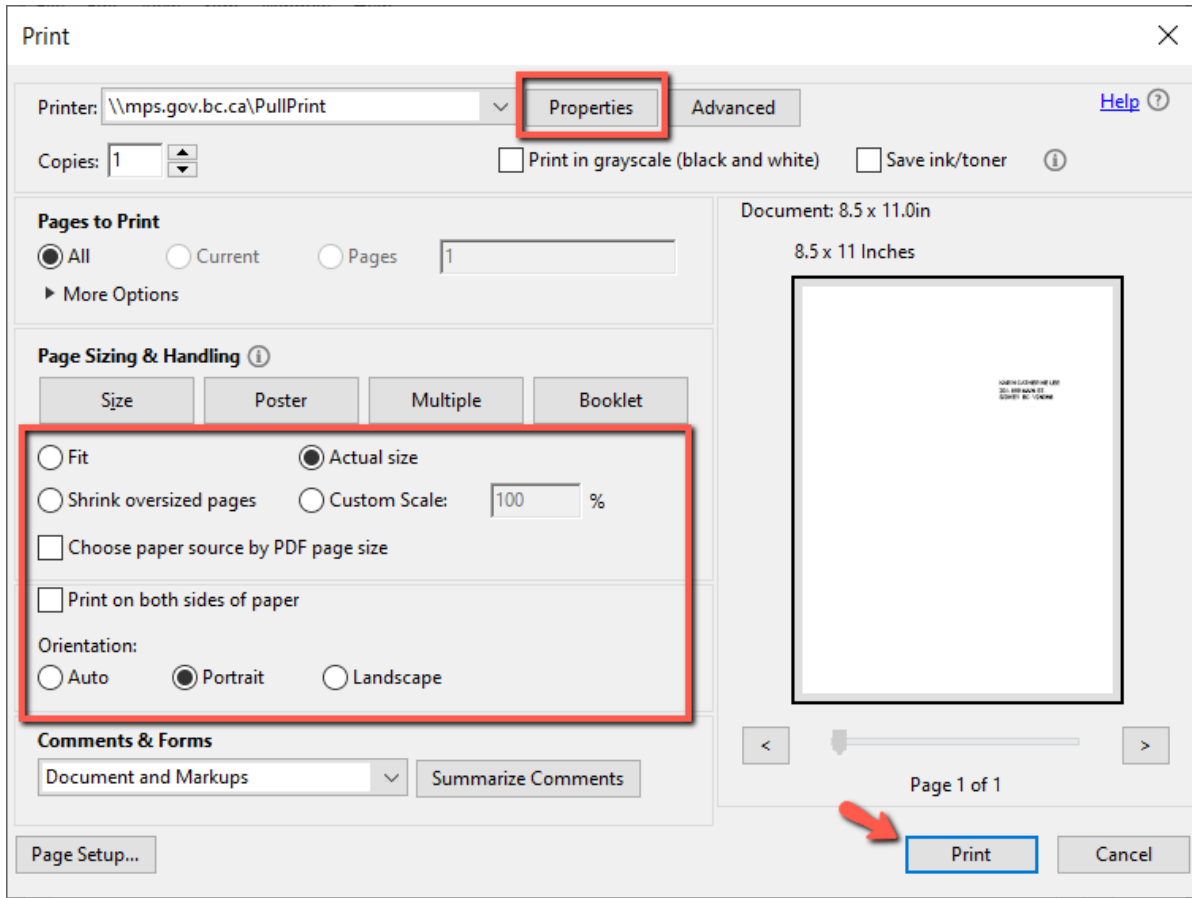 Print
Printer: \\mps.gov.bc.ca\PullPrint Properties Advanced Help
Copies: 1 Print in grayscale (black and white) Save ink/toner
Pages to Print
All Current Pages 1
More Options
Page Sizing & Handling
Size Poster Multiple Booklet
Fit Actual size
Shrink oversized pages Custom Scale: 100 %
Choose paper source by PDF page size
Print on both sides of paper
Orientation:
Auto Portrait Landscape
Comments & Forms
Document and Markups Summarize Comments
Page Setup...
Document: 8.5 x 11.0in
8.5 x 11 Inches
< >
Page 1 of 1
Print Cancel